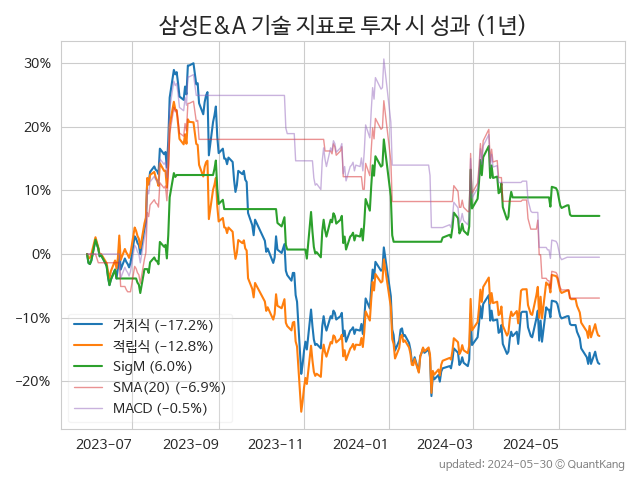 삼성E&A 기술 지표로 투자 시 성과 (1년)
30%
20%
10%
0%
−10%
−20%
거치식 (−17.2%)
적립식 (−12.8%)
SigM (6.0%)
SMA(20) (−6.9%)
MACD (−0.5%)
2023−07 2023−09 2023−11 2024−01 2024−03 2024−05
updated: 2024-05-30 © QuantKang